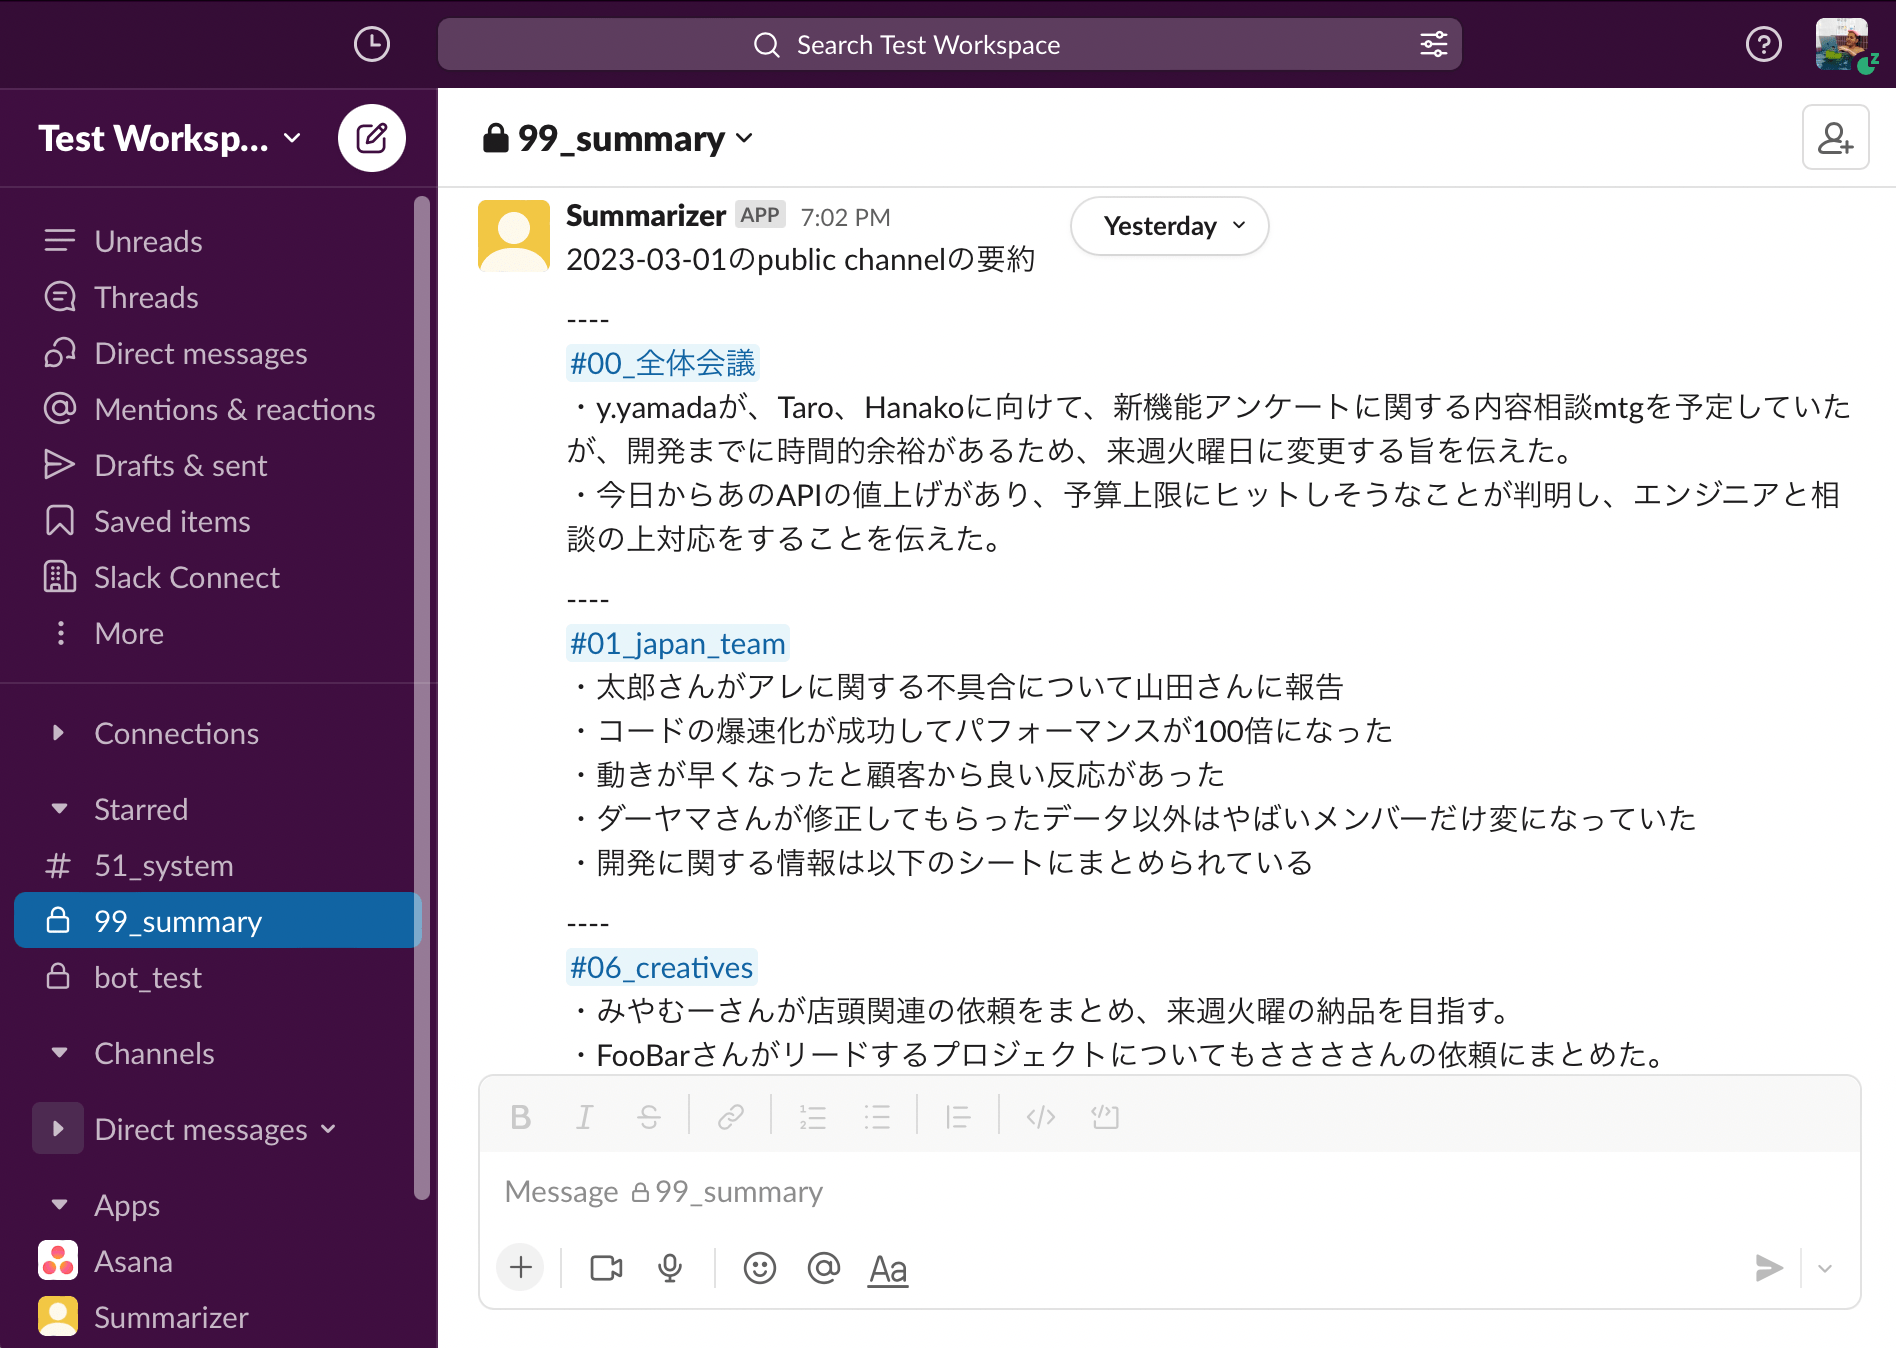 Search Test Workspace
Test Worksp...
Unreads
Threads
Direct messages
Mentions & reactions
Drafts & sent
Saved items
Slack Connect
More
Connections
Starred
51_system
99_summary
bot_test
Channels
Direct messages
Apps
Asana
Summarizer
99_summary
Summarizer APP 7:02 PM
Yesterday
2023-03-01のpublic channelの要約
----
#00_全体会議
・y.yamadaが、Taro、Hanakoに向けて、新機能アンケートに関する内容相談mtgを予定していた
が、開発までに時間的余裕があるため、来週火曜日に変更する旨を伝えた。
・今日からあのAPIの値上げがあり、予算上限にヒットしそうなことが判明し、エンジニアと相
談の上対応をすることを伝えた。
----
#01_japan_team
・太郎さんがアレに関する不具合について山田さんに報告
・コードの爆速化が成功してパフォーマンスが100倍になった
・動きが早くなったと顧客から良い反応があった
・ダーヤマさんが修正してもらったデータ以外はやばいメンバーだけ変になっていた
・開発に関する情報は以下のシートにまとめられている
----
#06_creatives
・みやむーさんが店頭関連の依頼をまとめ、来週火曜の納品を目指す。
・FooBarさんがリードするプロジェクトについてもささささんの依頼にまとめた。
B I S
Message 99_summary
Aa